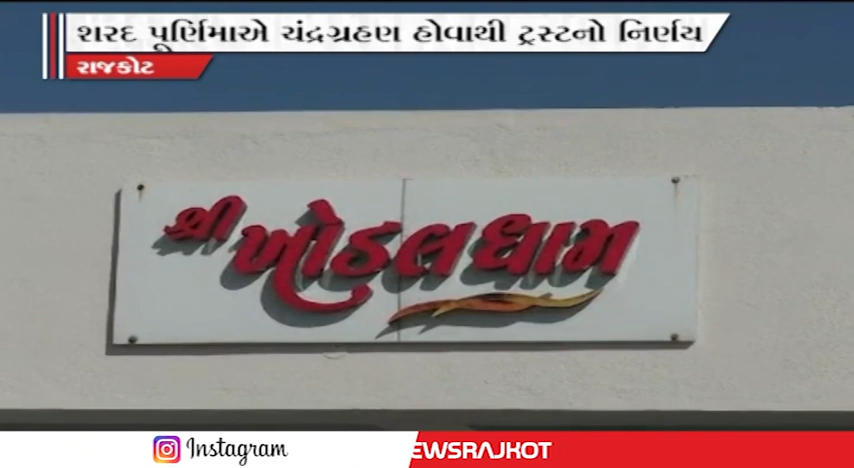 શરદ પૂર્ણિમાએ ચંદ્રગ્રહણ હોવાથી ટ્રસ્ટનો નિર્ણય
રાજકોટ
શ્રી ખોડલધામ
Instagram
EWSRAJKOT